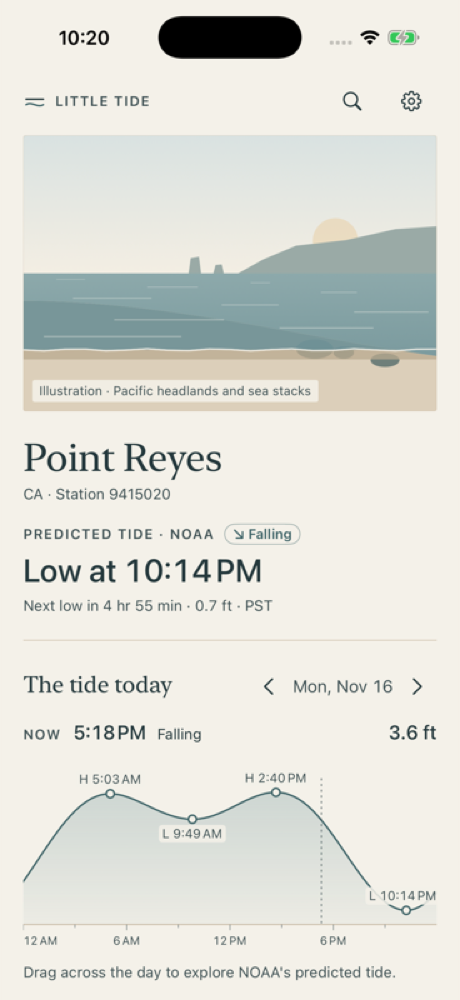 10:20
LITTLE TIDE
Illustration · Pacific headlands and sea stacks
Point Reyes
CA · Station 9415020
PREDICTED TIDE · NOAA Falling
Low at 10:14 PM
Next low in 4 hr 55 min · 0.7 ft · PST
The tide today Mon, Nov 16
NOW 5:18 PM Falling 3.6 ft
H 5:03 AM H 2:40 PM
L 9:49 AM
L 10:14 PM
12 AM 6 AM 12 PM 6 PM
Drag across the day to explore NOAA's predicted tide.